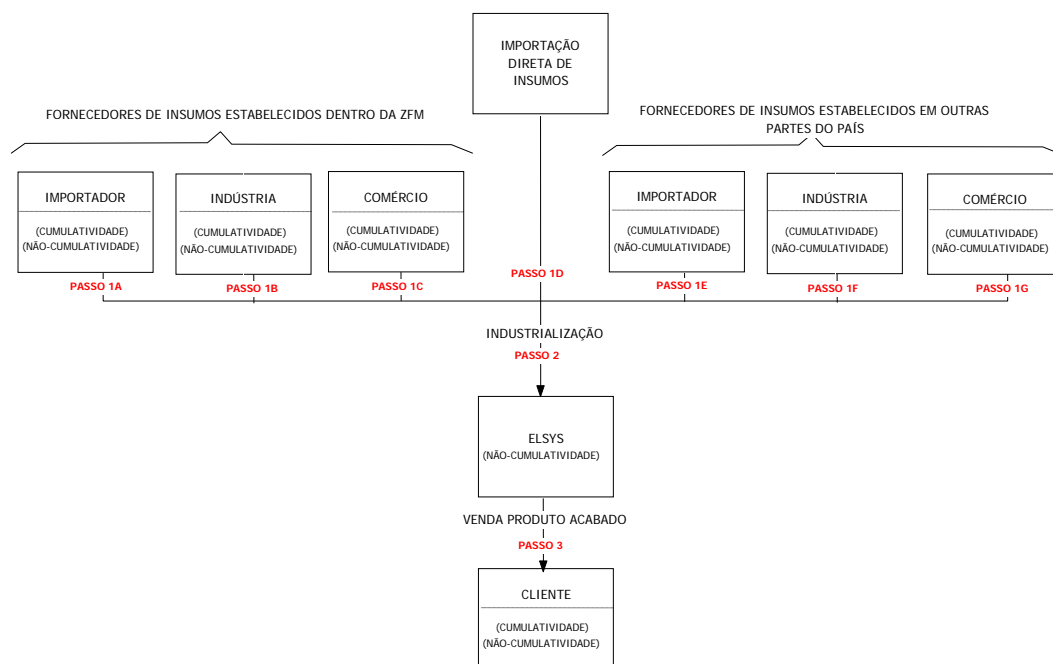 IMPORTAÇÃO
DIRETA DE
INSUMOS
FORNECEDORES DE INSUMOS ESTABELECIDOS DENTRO DA ZFM
FORNECEDORES DE INSUMOS ESTABELECIDOS EM OUTRAS
PARTES DO PAÍS
IMPORTADOR
(CUMULATIVIDADE)
(NÃO-CUMULATIVIDADE)
INDÚSTRIA
(CUMULATIVIDADE)
(NÃO-CUMULATIVIDADE)
COMÉRCIO
(CUMULATIVIDADE)
(NÃO-CUMULATIVIDADE)
IMPORTADOR
(CUMULATIVIDADE)
(NÃO-CUMULATIVIDADE)
INDÚSTRIA
(CUMULATIVIDADE)
(NÃO-CUMULATIVIDADE)
COMÉRCIO
(CUMULATIVIDADE)
(NÃO-CUMULATIVIDADE)
PASSO 1A
PASSO 1B
PASSO 1C
PASSO 1D
PASSO 1E
PASSO 1F
PASSO 1G
INDUSTRIALIZAÇÃO
PASSO 2
ELSYS
(NÃO-CUMULATIVIDADE)
VENDA PRODUTO ACABADO
PASSO 3
CLIENTE
(CUMULATIVIDADE)
(NÃO-CUMULATIVIDADE)